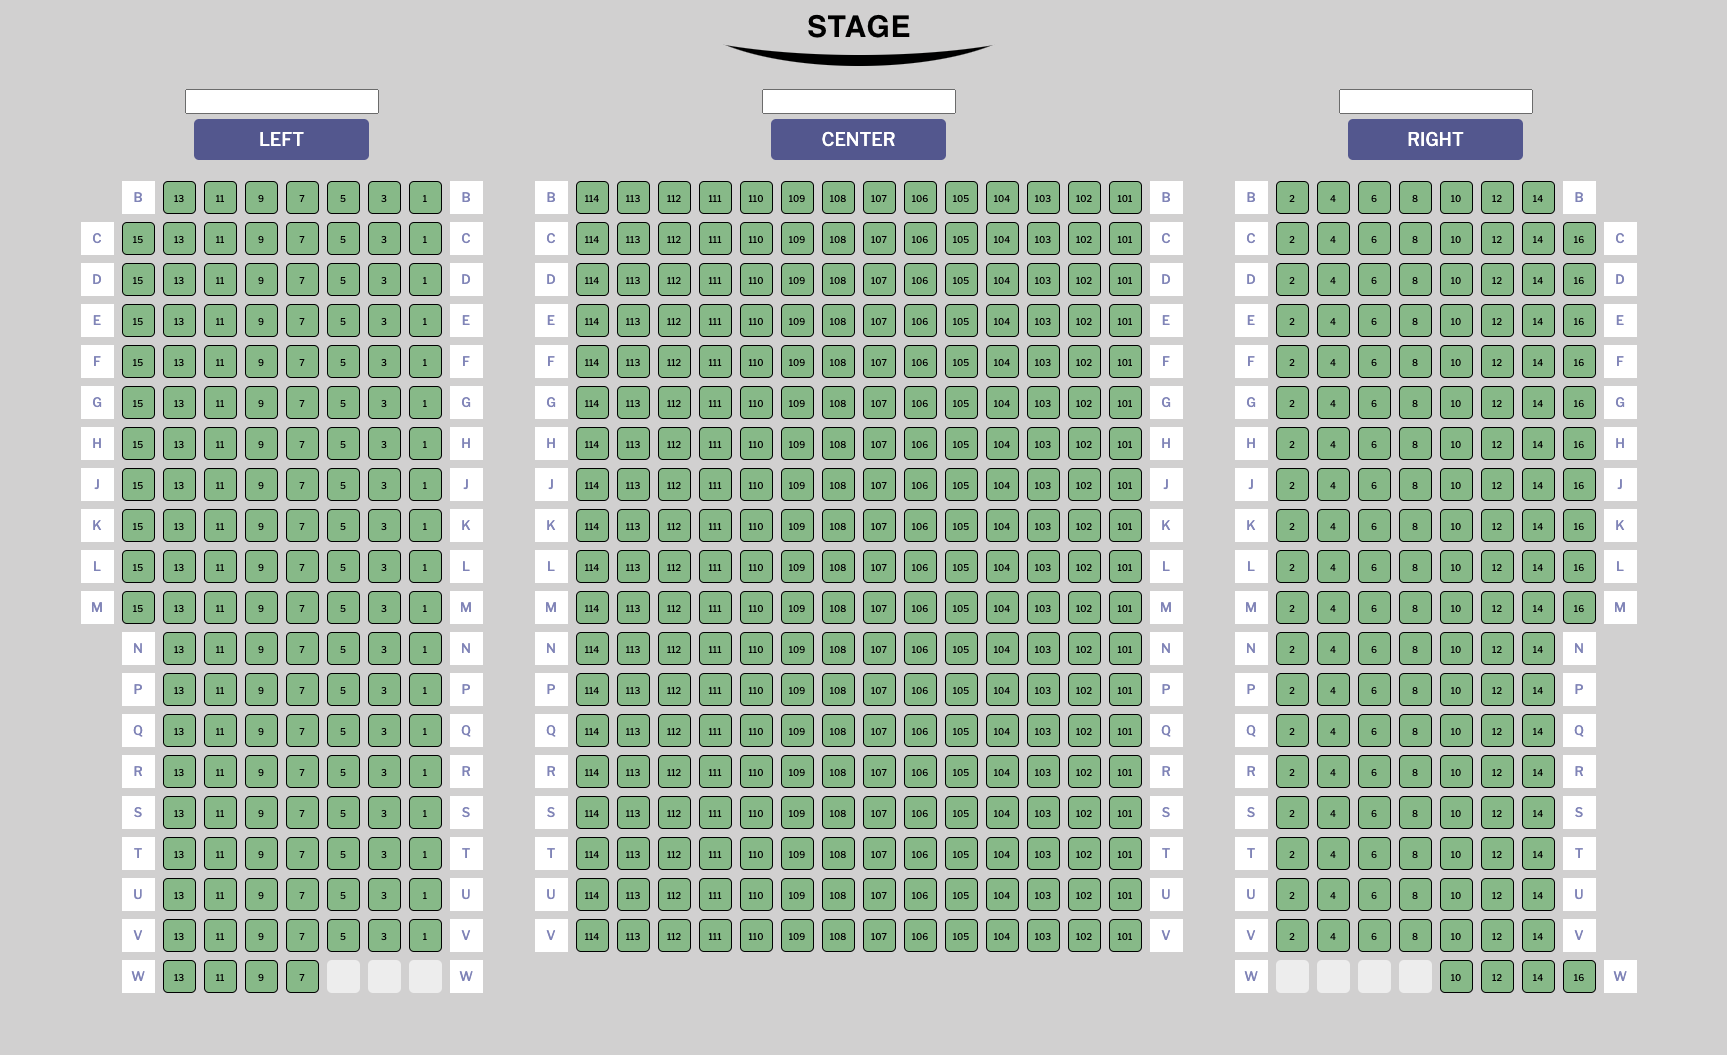 STAGE
LEFT CENTER RIGHT
B 13 11 9 7 5 3 1 B B 114 113 112 111 110 109 108 107 106 105 104 103 102 101 B B 2 4 6 8 10 12 14 B
C 15 13 11 9 7 5 3 1 C C 114 113 112 111 110 109 108 107 106 105 104 103 102 101 C C 2 4 6 8 10 12 14 16 C
D 15 13 11 9 7 5 3 1 D D 114 113 112 111 110 109 108 107 106 105 104 103 102 101 D D 2 4 6 8 10 12 14 16 D
E 15 13 11 9 7 5 3 1 E E 114 113 112 111 110 109 108 107 106 105 104 103 102 101 E E 2 4 6 8 10 12 14 16 E
F 15 13 11 9 7 5 3 1 F F 114 113 112 111 110 109 108 107 106 105 104 103 102 101 F F 2 4 6 8 10 12 14 16 F
G 15 13 11 9 7 5 3 1 G G 114 113 112 111 110 109 108 107 106 105 104 103 102 101 G G 2 4 6 8 10 12 14 16 G
H 15 13 11 9 7 5 3 1 H H 114 113 112 111 110 109 108 107 106 105 104 103 102 101 H H 2 4 6 8 10 12 14 16 H
J 15 13 11 9 7 5 3 1 J J 114 113 112 111 110 109 108 107 106 105 104 103 102 101 J J 2 4 6 8 10 12 14 16 J
K 15 13 11 9 7 5 3 1 K K 114 113 112 111 110 109 108 107 106 105 104 103 102 101 K K 2 4 6 8 10 12 14 16 K
L 15 13 11 9 7 5 3 1 L L 114 113 112 111 110 109 108 107 106 105 104 103 102 101 L L 2 4 6 8 10 12 14 16 L
M 15 13 11 9 7 5 3 1 M M 114 113 112 111 110 109 108 107 106 105 104 103 102 101 M M 2 4 6 8 10 12 14 16 M
N 13 11 9 7 5 3 1 N N 114 113 112 111 110 109 108 107 106 105 104 103 102 101 N N 2 4 6 8 10 12 14 N
P 13 11 9 7 5 3 1 P P 114 113 112 111 110 109 108 107 106 105 104 103 102 101 P P 2 4 6 8 10 12 14 P
Q 13 11 9 7 5 3 1 Q Q 114 113 112 111 110 109 108 107 106 105 104 103 102 101 Q Q 2 4 6 8 10 12 14 Q
R 13 11 9 7 5 3 1 R R 114 113 112 111 110 109 108 107 106 105 104 103 102 101 R R 2 4 6 8 10 12 14 R
S 13 11 9 7 5 3 1 S S 114 113 112 111 110 109 108 107 106 105 104 103 102 101 S S 2 4 6 8 10 12 14 S
T 13 11 9 7 5 3 1 T T 114 113 112 111 110 109 108 107 106 105 104 103 102 101 T T 2 4 6 8 10 12 14 T
U 13 11 9 7 5 3 1 U U 114 113 112 111 110 109 108 107 106 105 104 103 102 101 U U 2 4 6 8 10 12 14 U
V 13 11 9 7 5 3 1 V V 114 113 112 111 110 109 108 107 106 105 104 103 102 101 V V 2 4 6 8 10 12 14 V
W 13 11 9 7 W W 10 12 14 16 W